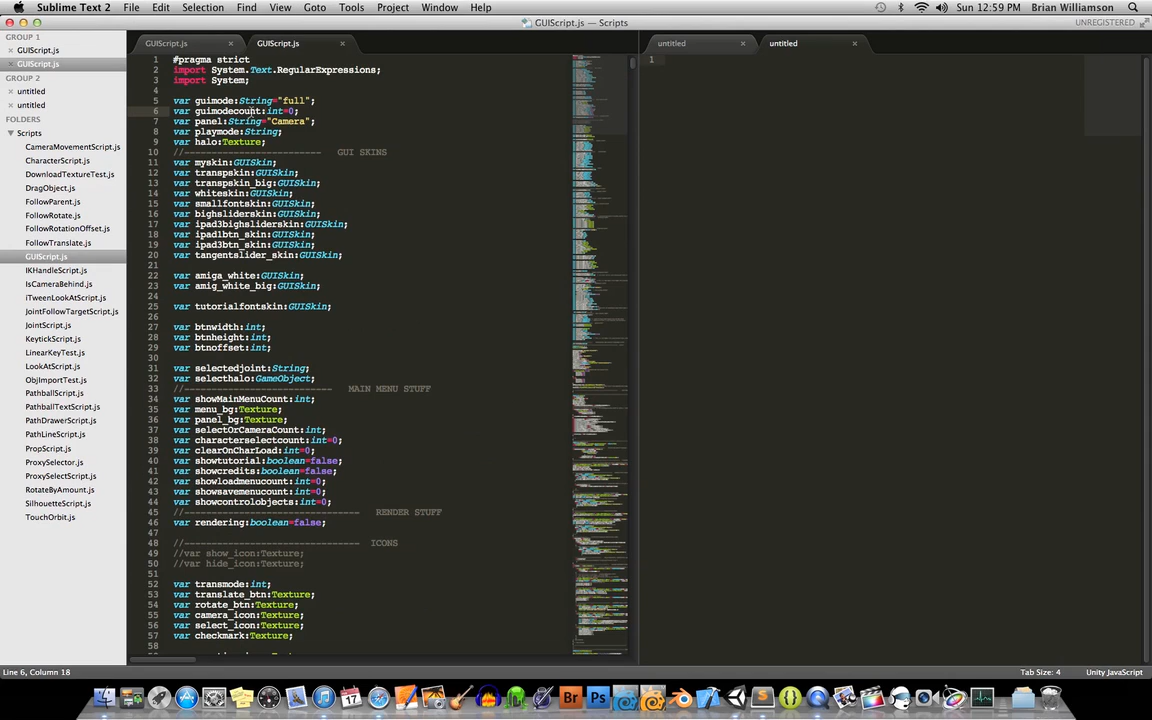 Sublime Text 2 File Edit Selection Find View Goto Tools Project Window Help Sun 12:59 PM Brian Williamson
GUIScript.js — Scripts UNREGISTERED
GROUP 1
GUIScript.js
GUIScript.js
GROUP 2
untitled
untitled
FOLDERS
Scripts
CameraMovementScript.js
CharacterScript.js
DownloadTextureTest.js
DragObject.js
FollowParent.js
FollowRotate.js
FollowRotationOffset.js
FollowTranslate.js
GUIScript.js
IKHandleScript.js
IsCameraBehind.js
iTweenLookAtScript.js
JointFollowTargetScript.js
JointScript.js
KeytickScript.js
LinearKeyTest.js
LookAtScript.js
ObjImportTest.js
PathballScript.js
PathballTextScript.js
PathDrawerScript.js
PathLineScript.js
PropScript.js
ProxySelector.js
ProxySelectScript.js
RotateByAmount.js
SilhouetteScript.js
TouchOrbit.js
GUIScript.js GUIScript.js untitled untitled
1 #pragma strict
2 import System.Text.RegularExpressions;
3 import System;
4
5 var guimode:String="full";
6 var guimodecount:int=0;
7 var panel:String="Camera";
8 var playmode:String;
9 var halo:Texture;
10 //------------------------- GUI SKINS
11 var myskin:GUISkin;
12 var transpskin:GUISkin;
13 var transpskin_big:GUISkin;
14 var whiteskin:GUISkin;
15 var smallfontskin:GUISkin;
16 var bighsliderskin:GUISkin;
17 var ipad3bighsliderskin:GUISkin;
18 var ipad1btn_skin:GUISkin;
19 var ipad3btn_skin:GUISkin;
20 var tangentslider_skin:GUISkin;
21
22 var amiga_white:GUISkin;
23 var amig_white_big:GUISkin;
24
25 var tutorialfontskin:GUISkin;
26
27 var btnwidth:int;
28 var btnheight:int;
29 var btnoffset:int;
30
31 var selectedjoint:String;
32 var selecthalo:GameObject;
33 //--------------------------- MAIN MENU STUFF
34 var showMainMenuCount:int;
35 var menu_bg:Texture;
36 var panel_bg:Texture;
37 var selectOrCameraCount:int;
38 var characterselectcount:int=0;
39 var clearOnCharLoad:int=0;
40 var showtutorial:boolean=false;
41 var showcredits:boolean=false;
42 var showloadmenucount:int=0;
43 var showsavemenucount:int=0;
44 var showcontrolobjects:int=0;
45 //-------------------------------- RENDER STUFF
46 var rendering:boolean=false;
47
48 //-------------------------------- ICONS
49 //var show_icon:Texture;
50 //var hide_icon:Texture;
51
52 var transmode:int;
53 var translate_btn:Texture;
54 var rotate_btn:Texture;
55 var camera_icon:Texture;
56 var select_icon:Texture;
57 var checkmark:Texture;
58
1
Line 6, Column 18 Tab Size: 4 Unity JavaScript
17
Br Ps